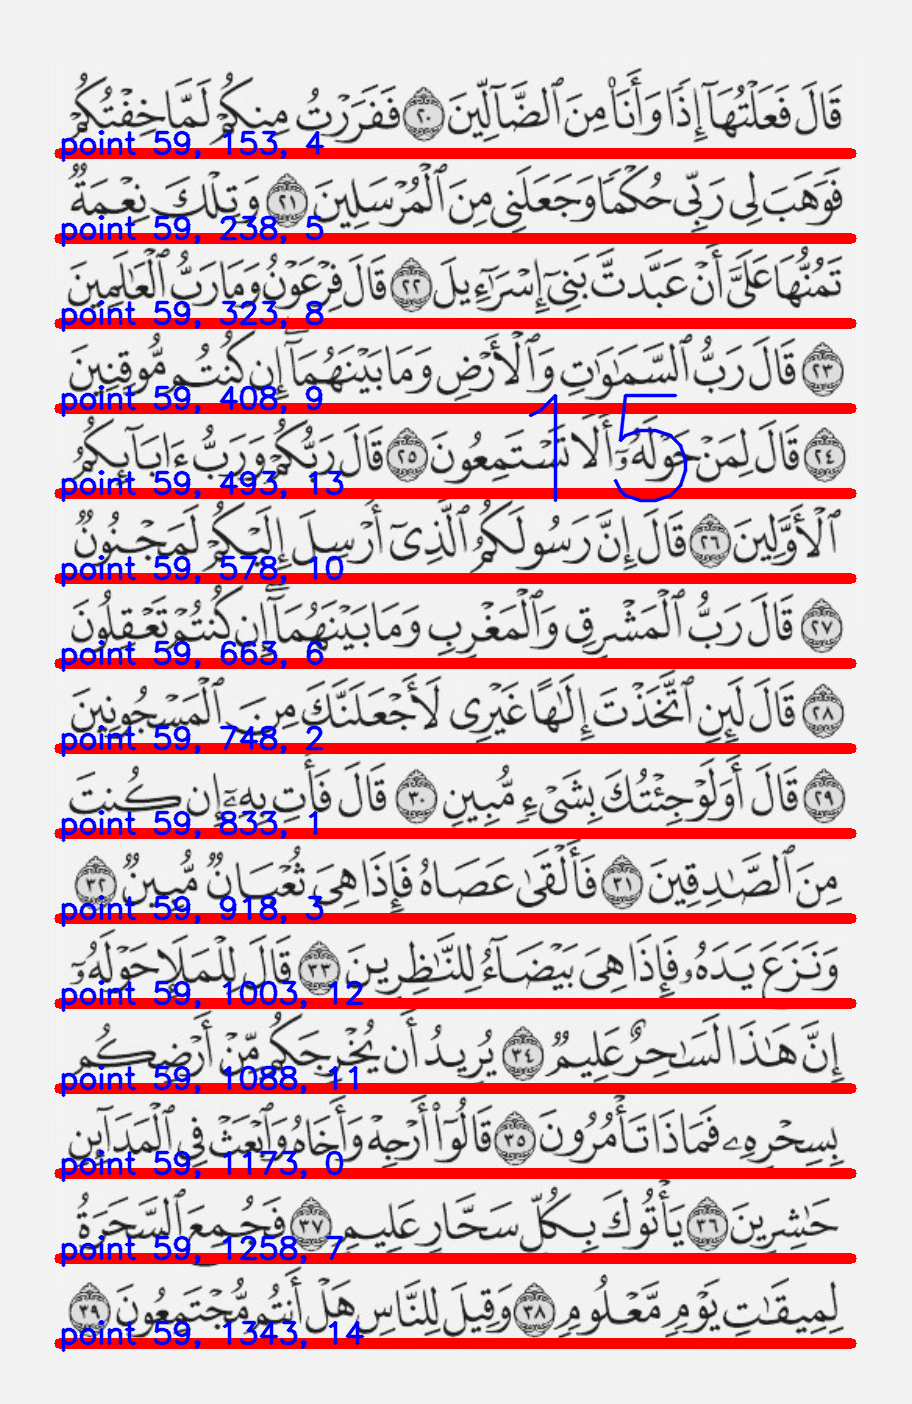 قَالَ فَعَلْتُهَآ إِذًا وَأَنَا۠ مِنَ ٱلضَّآلِّينَ ٢٠ فَفَرَرْتُ مِنكُمْ لَمَّا خِفْتُكُمْ
point 59, 153, 4
فَوَهَبَ لِى رَبِّى حُكْمًا وَجَعَلَنِى مِنَ ٱلْمُرْسَلِينَ ٢١ وَتِلْكَ نِعْمَةٌ
point 59, 238, 5
تَمُنُّهَا عَلَىَّ أَنْ عَبَّدتَّ بَنِىٓ إِسْرَٰٓءِيلَ ٢٢ قَالَ فِرْعَوْنُ وَمَا رَبُّ ٱلْعَٰلَمِينَ
point 59, 323, 8
٢٣ قَالَ رَبُّ ٱلسَّمَٰوَٰتِ وَٱلْأَرْضِ وَمَا بَيْنَهُمَآ إِن كُنتُم مُّوقِنِينَ
point 59, 408, 9
15
٢٤ قَالَ لِمَنْ حَوْلَهُۥٓ أَلَا تَسْتَمِعُونَ ٢٥ قَالَ رَبُّكُمْ وَرَبُّ ءَابَآئِكُمُ
point 59, 493, 13
ٱلْأَوَّلِينَ ٢٦ قَالَ إِنَّ رَسُولَكُمُ ٱلَّذِىٓ أُرْسِلَ إِلَيْكُمْ لَمَجْنُونٌ
point 59, 578, 10
٢٧ قَالَ رَبُّ ٱلْمَشْرِقِ وَٱلْمَغْرِبِ وَمَا بَيْنَهُمَآ إِن كُنتُمْ تَعْقِلُونَ
point 59, 663, 6
٢٨ قَالَ لَئِنِ ٱتَّخَذْتَ إِلَٰهًا غَيْرِى لَأَجْعَلَنَّكَ مِنَ ٱلْمَسْجُونِينَ
point 59, 748, 2
٢٩ قَالَ أَوَلَوْ جِئْتُكَ بِشَىْءٍ مُّبِينٍ ٣٠ قَالَ فَأْتِ بِهِۦٓ إِن كُنتَ
point 59, 833, 1
مِنَ ٱلصَّٰدِقِينَ ٣١ فَأَلْقَىٰ عَصَاهُ فَإِذَا هِىَ ثُعْبَانٌ مُّبِينٌ ٣٢
point 59, 918, 3
وَنَزَعَ يَدَهُۥ فَإِذَا هِىَ بَيْضَآءُ لِلنَّٰظِرِينَ ٣٣ قَالَ لِلْمَلَإِ حَوْلَهُۥٓ
point 59, 1003, 12
إِنَّ هَٰذَا لَسَٰحِرٌ عَلِيمٌ ٣٤ يُرِيدُ أَن يُخْرِجَكُم مِّنْ أَرْضِكُم
point 59, 1088, 11
بِسِحْرِهِۦ فَمَاذَا تَأْمُرُونَ ٣٥ قَالُوٓا۟ أَرْجِهْ وَأَخَاهُ وَٱبْعَثْ فِى ٱلْمَدَآئِنِ
point 59, 1173, 0
حَٰشِرِينَ ٣٦ يَأْتُوكَ بِكُلِّ سَحَّارٍ عَلِيمٍ ٣٧ فَجُمِعَ ٱلسَّحَرَةُ
point 59, 1258, 7
لِمِيقَٰتِ يَوْمٍ مَّعْلُومٍ ٣٨ وَقِيلَ لِلنَّاسِ هَلْ أَنتُم مُّجْتَمِعُونَ ٣٩
point 59, 1343, 14